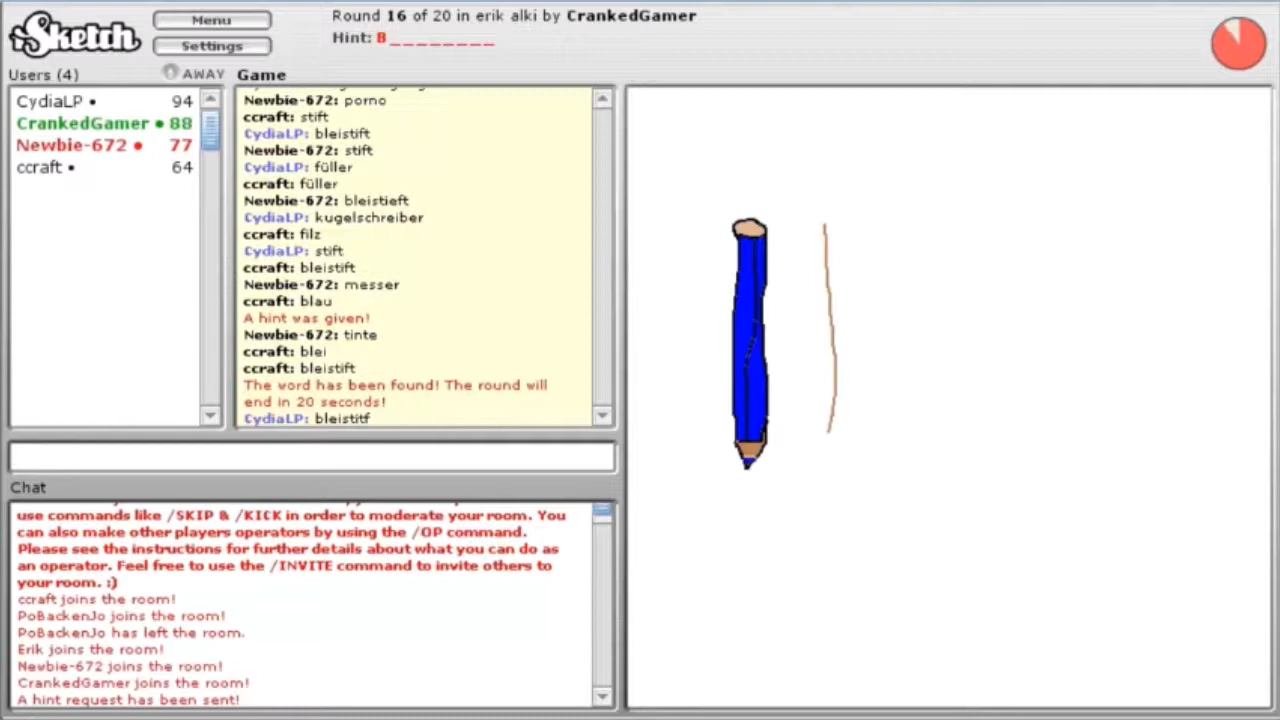 iSketch
Menu
Settings
Round 16 of 20 in erik alki by CrankedGamer
Hint: B_ _ _ _ _ _ _ _
Users (4)
AWAY
Game
CydiaLP • 94
CrankedGamer • 88
Newbie-672 • 77
ccraft • 64
Newbie-672: porno
ccraft: stift
CydiaLP: bleistift
Newbie-672: stift
CydiaLP: füller
ccraft: füller
Newbie-672: bleistieft
CydiaLP: kugelschreiber
ccraft: filz
CydiaLP: stift
ccraft: bleistift
Newbie-672: messer
ccraft: blau
A hint was given!
Newbie-672: tinte
ccraft: blei
ccraft: bleistift
The word has been found! The round will
end in 20 seconds!
CydiaLP: bleistitf
Chat
use commands like /SKIP & /KICK in order to moderate your room. You
can also make other players operators by using the /OP command.
Please see the instructions for further details about what you can do as
an operator. Feel free to use the /INVITE command to invite others to
your room. :)
ccraft joins the room!
PoBackenJo joins the room!
PoBackenJo has left the room.
Erik joins the room!
Newbie-672 joins the room!
CrankedGamer joins the room!
A hint request has been sent!